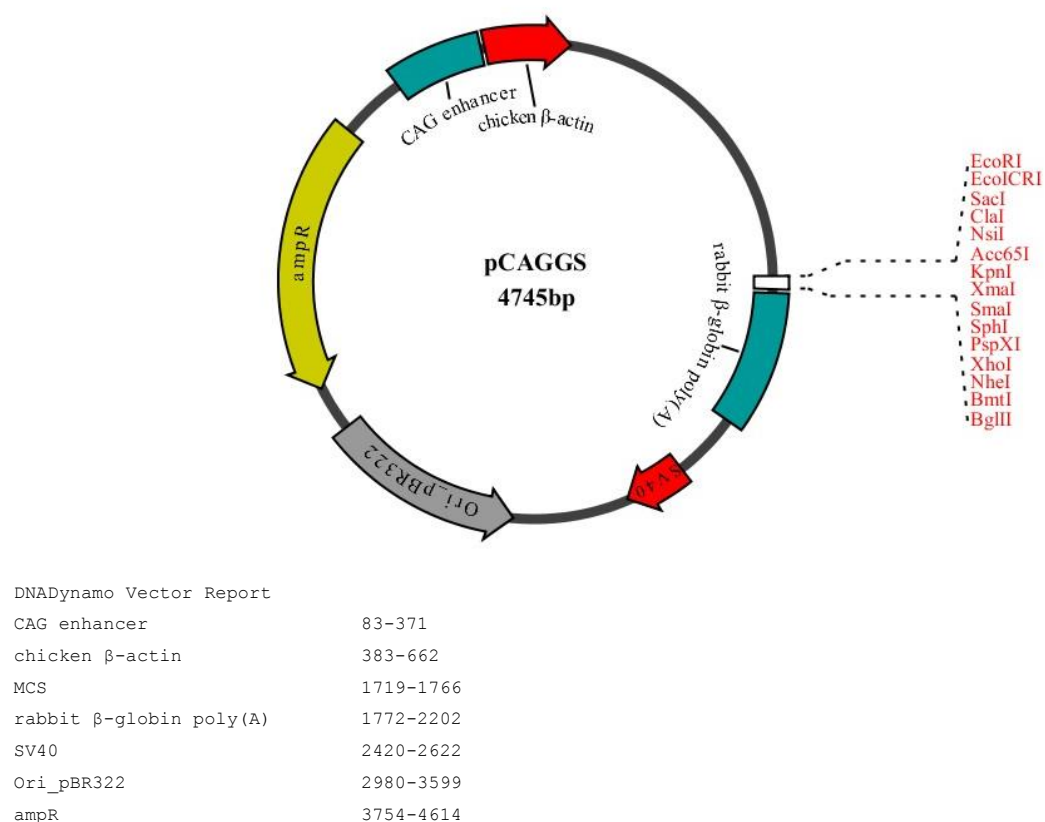 CAG enhancer
chicken β-actin
ampR
pCAGGS
4745bp
rabbit β-globin poly(A)
SV40
Ori_pBR322
EcoRI
EcoICRI
SacI
ClaI
NsiI
Acc65I
KpnI
XmaI
SmaI
SphI
PspXI
XhoI
NheI
BmtI
BglII
DNADynamo Vector Report
CAG enhancer 83-371
chicken β-actin 383-662
MCS 1719-1766
rabbit β-globin poly(A) 1772-2202
SV40 2420-2622
Ori_pBR322 2980-3599
ampR 3754-4614